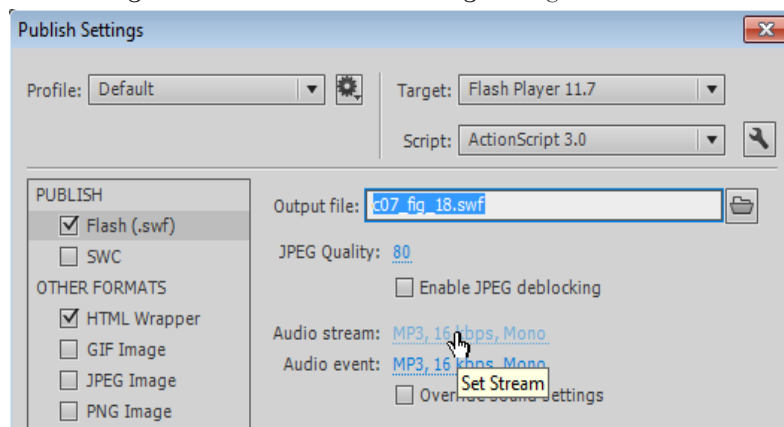 Publish Settings
Profile: Default
Target: Flash Player 11.7
Script: ActionScript 3.0
PUBLISH
Flash (.swf)
SWC
OTHER FORMATS
HTML Wrapper
GIF Image
JPEG Image
PNG Image
Output file: c07_fig_18.swf
JPEG Quality: 80
Enable JPEG deblocking
Audio stream: MP3, 16 kbps, Mono
Audio event: MP3, 16 kbps, Mono
Set Stream
Override sound settings